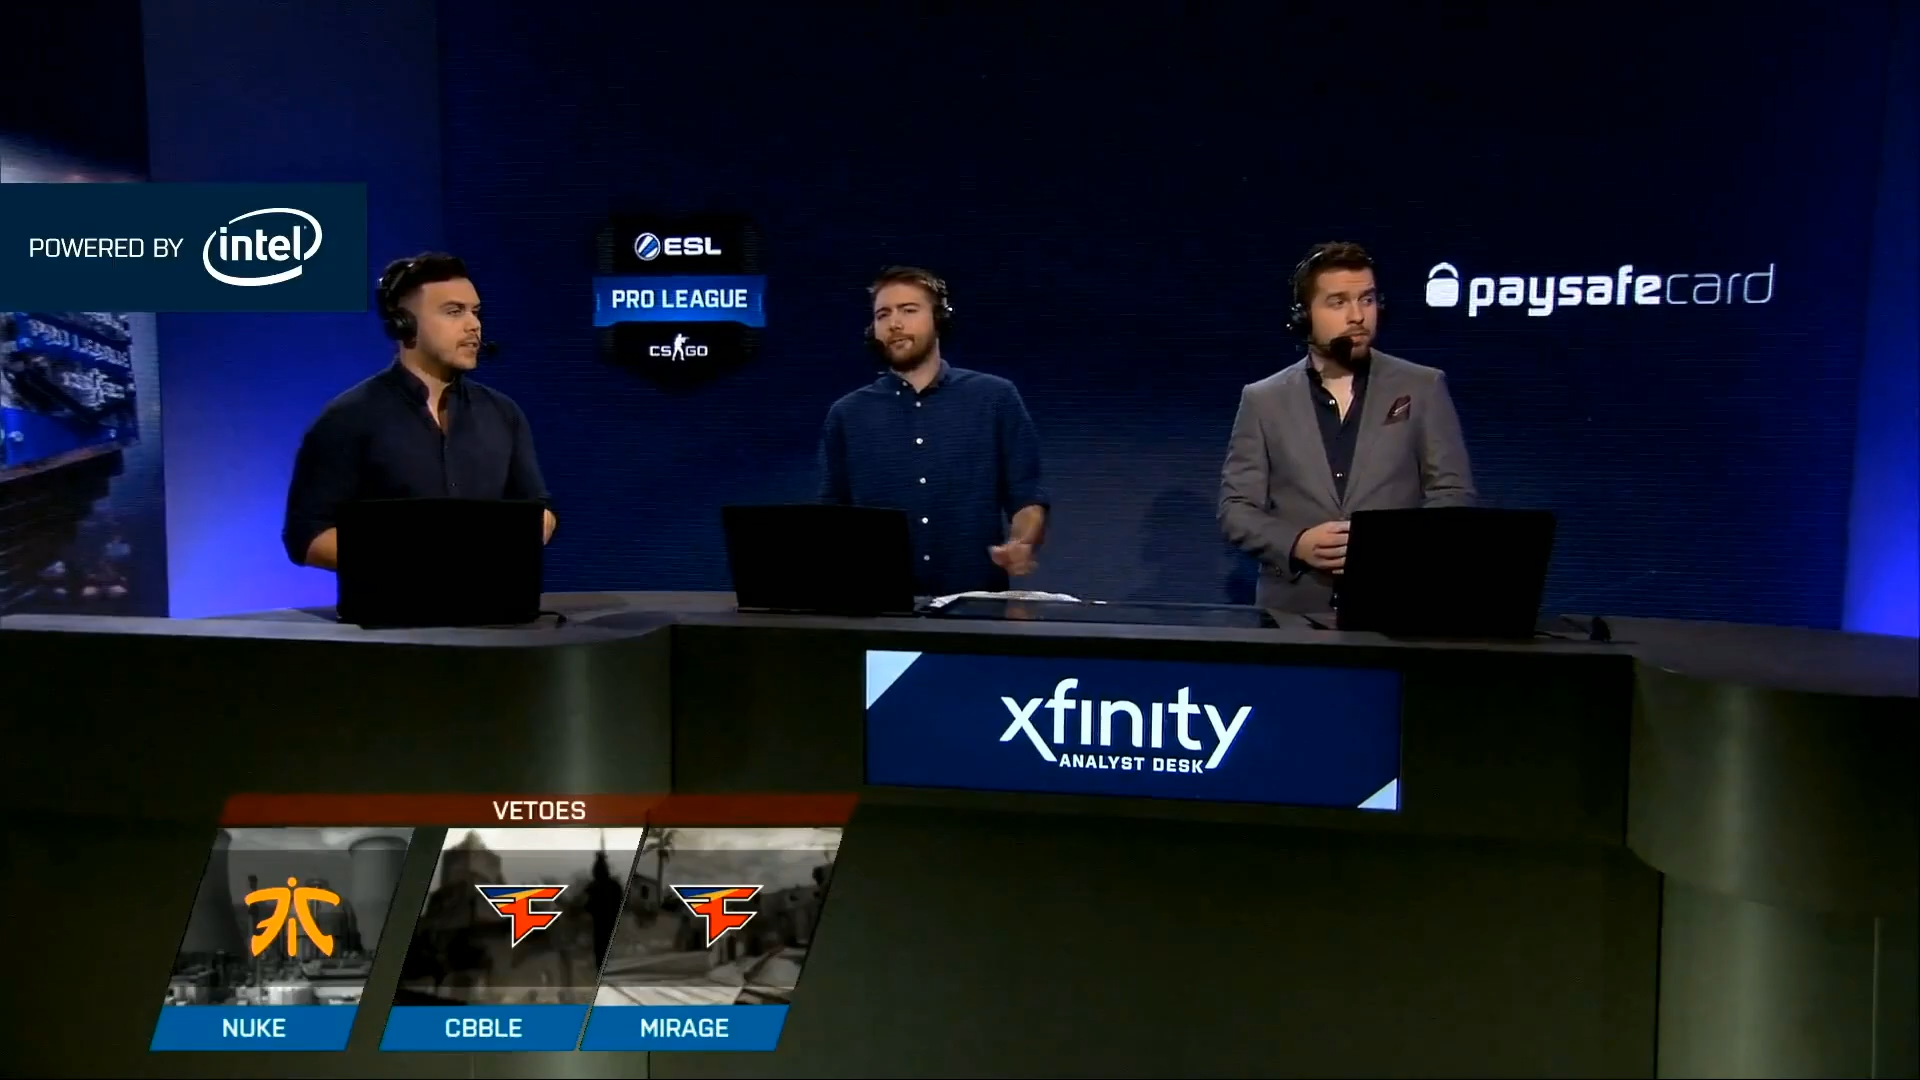 POWERED BY intel
ESL
PRO LEAGUE
CS GO
paysafecard
xfinity
ANALYST DESK
VETOES
NUKE
CBBLE
MIRAGE